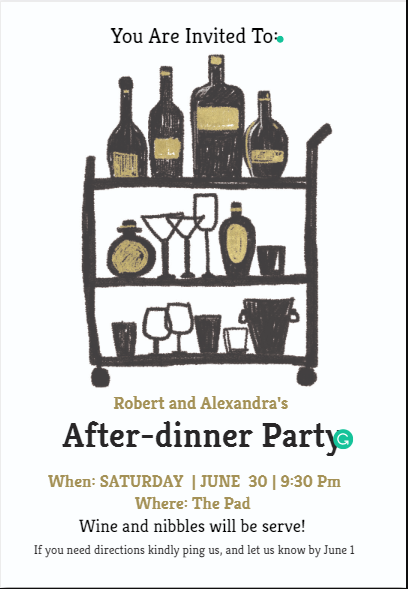 You Are Invited To:
Robert and Alexandra's
After-dinner Party
When: SATURDAY | JUNE 30 | 9:30 Pm
Where: The Pad
Wine and nibbles will be serve!
If you need directions kindly ping us, and let us know by June 1